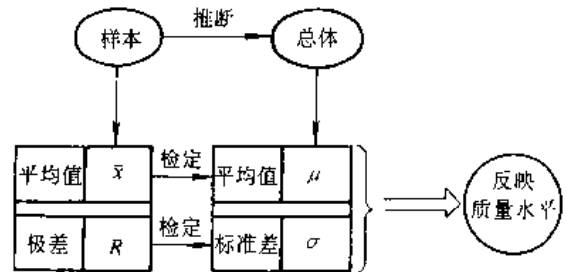 推断
样本
总体
平均值 x̄ 检定 平均值 μ
极差 R 检定 标准差 σ
反映
质量水平